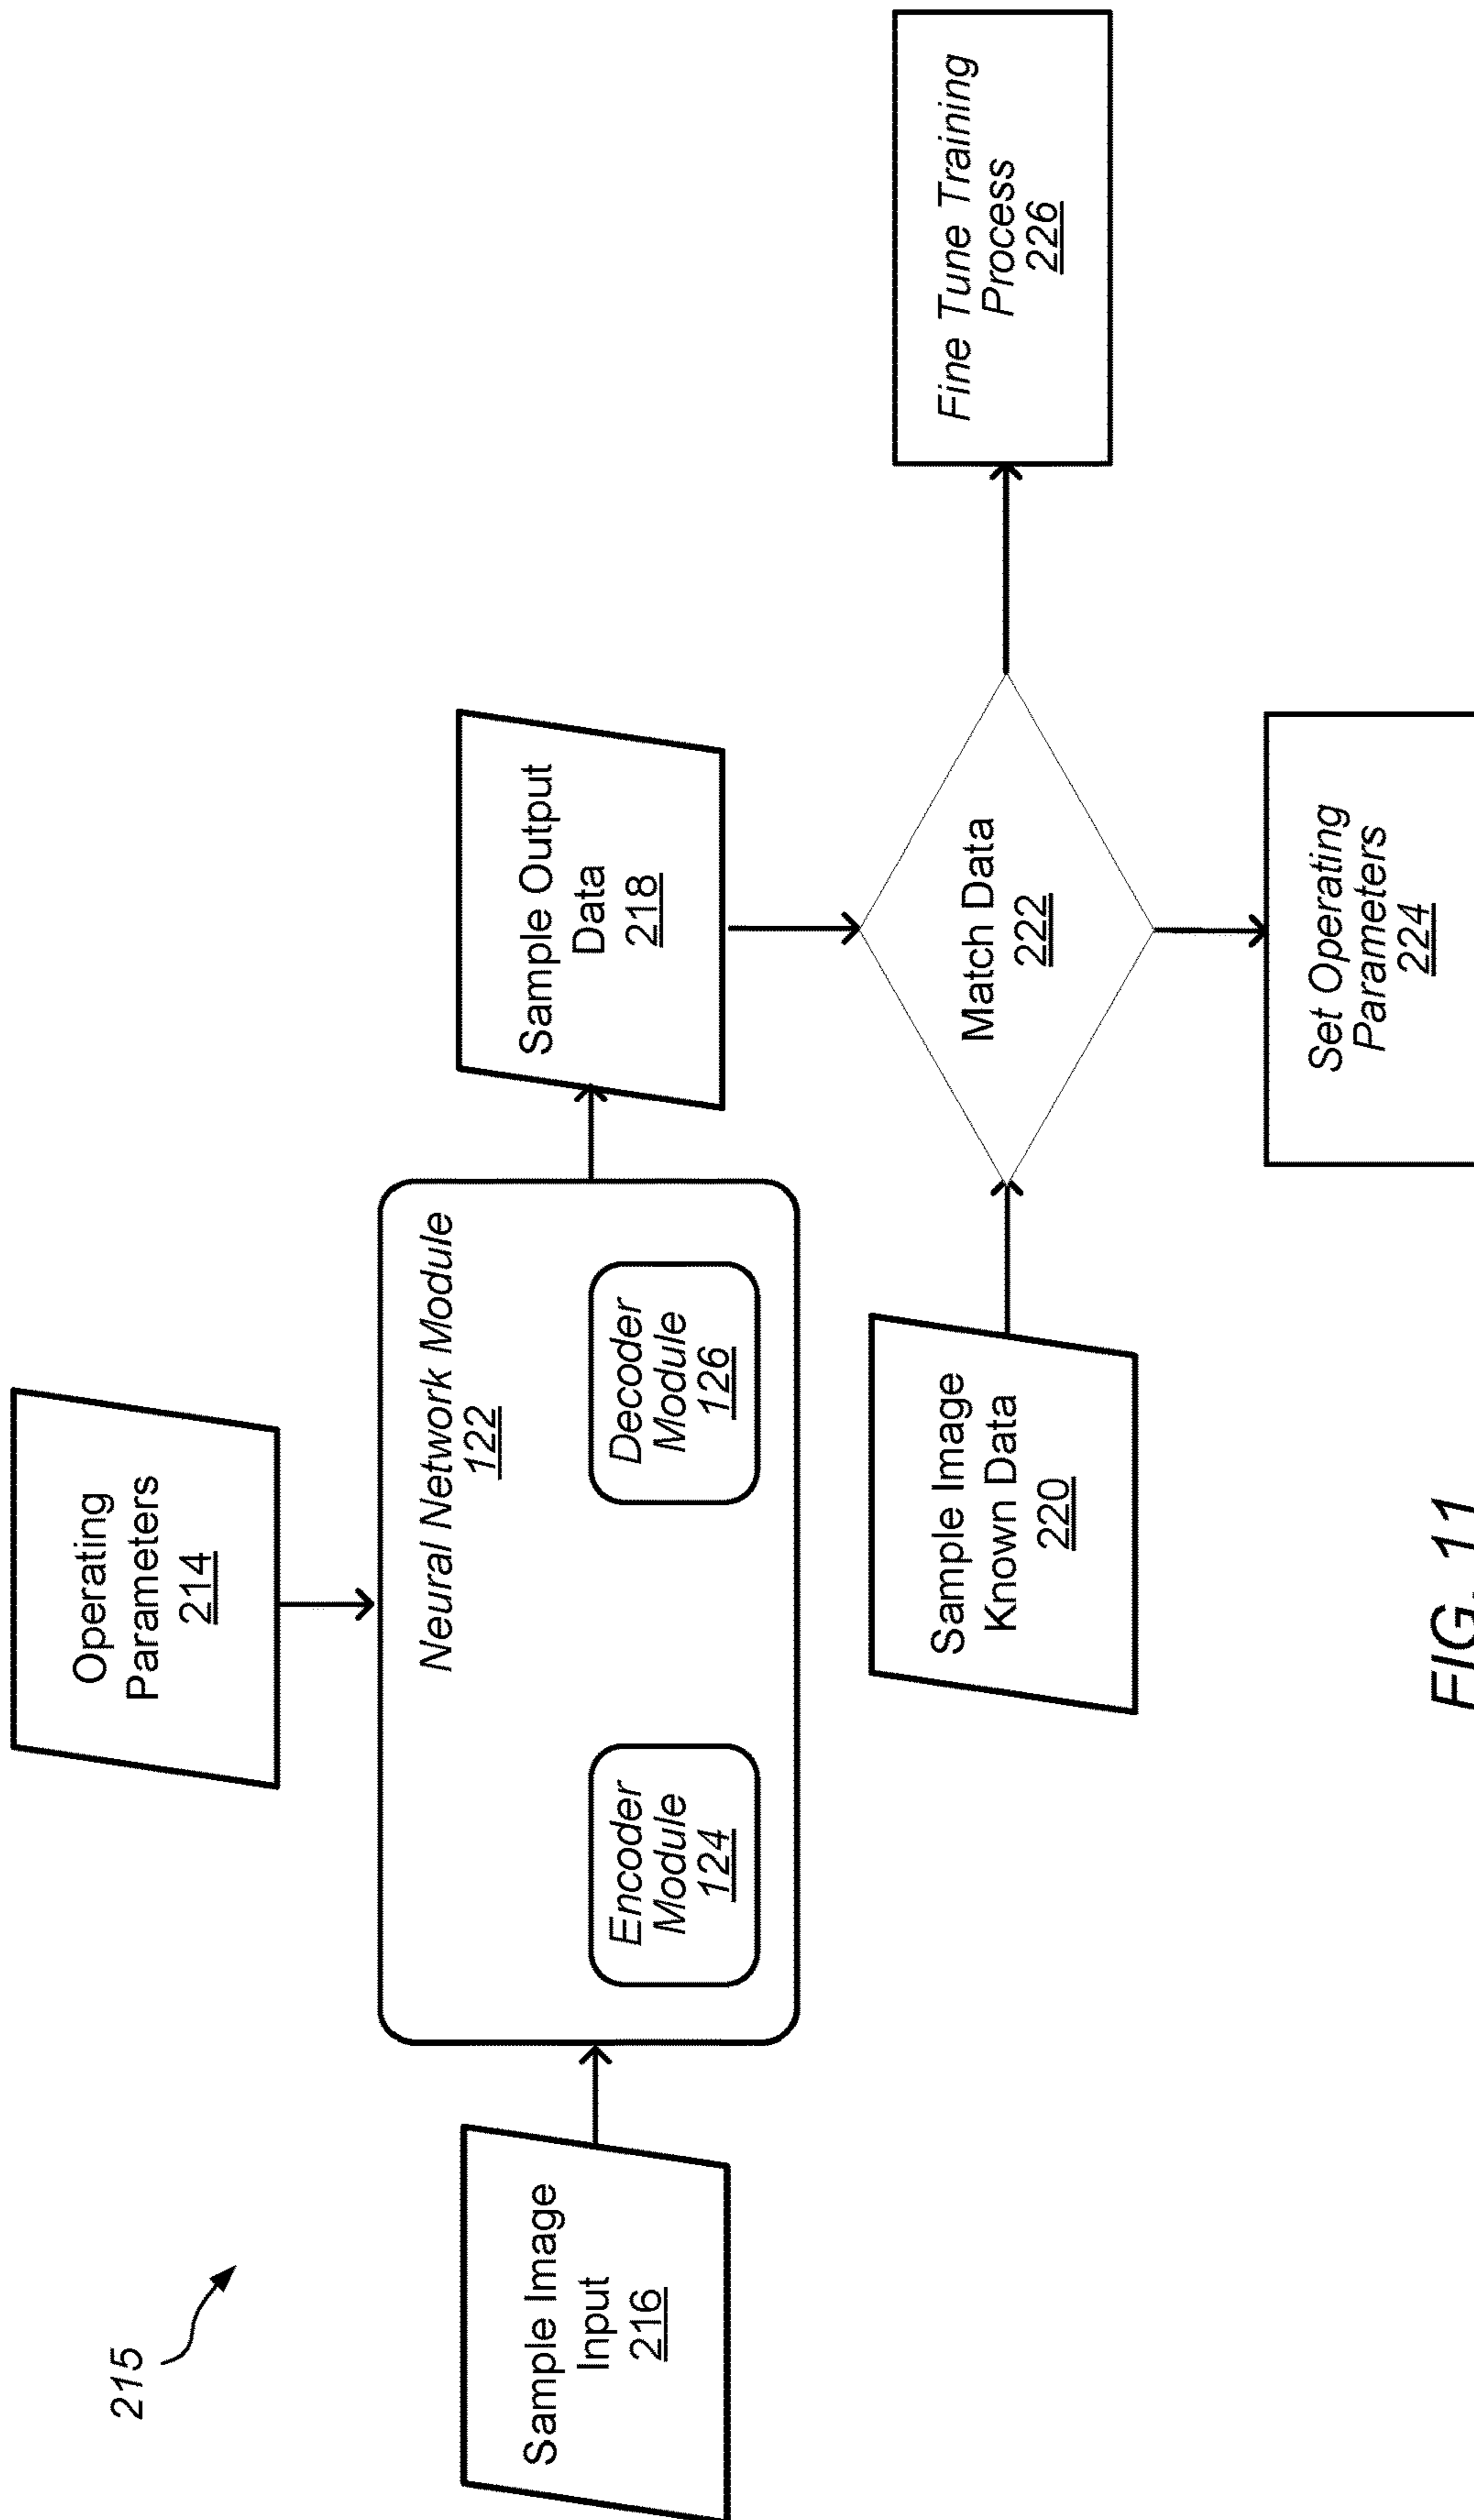 215
Operating
Parameters
214
Sample Image
Input
216
Neural Network Module
122
Encoder
Module
124
Decoder
Module
126
Sample Output
Data
218
Sample Image
Known Data
220
Match Data
222
Fine Tune Training
Process
226
Set Operating
Parameters
224
FIG. 11